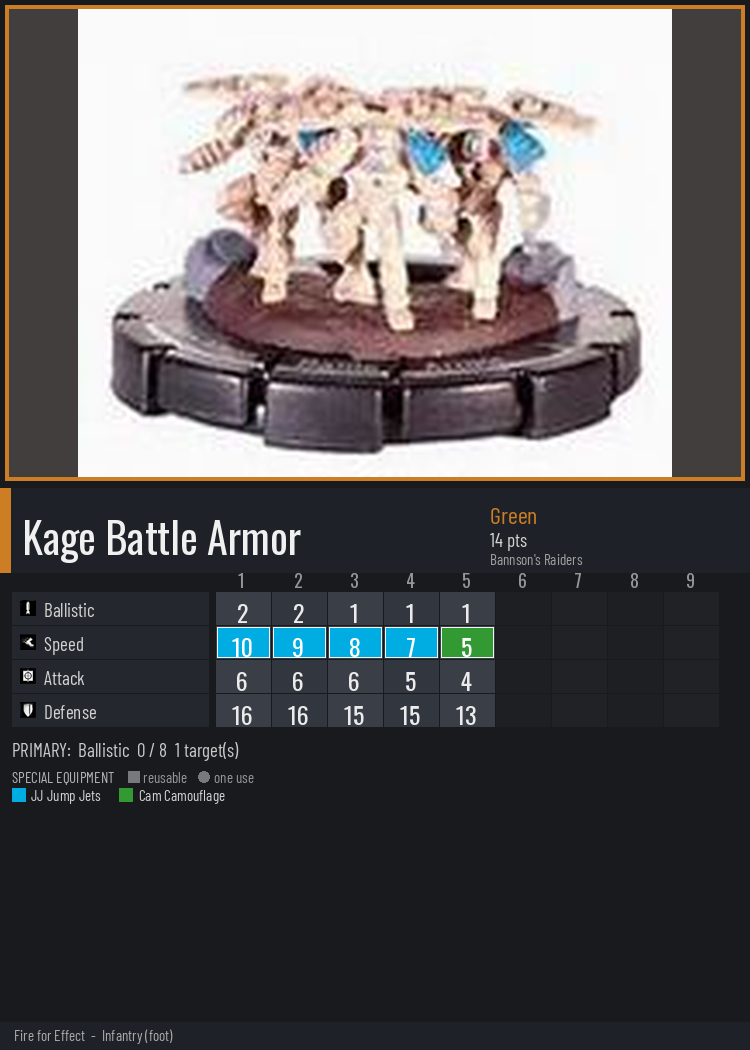 Kage Battle Armor
Green
14 pts
Bannson's Raiders
1 2 3 4 5 6 7 8 9
Ballistic 2 2 1 1 1
Speed 10 9 8 7 5
Attack 6 6 6 5 4
Defense 16 16 15 15 13
PRIMARY: Ballistic 0 / 8 1 target(s)
SPECIAL EQUIPMENT reusable one use
JJ Jump Jets Cam Camouflage
Fire for Effect - Infantry (foot)